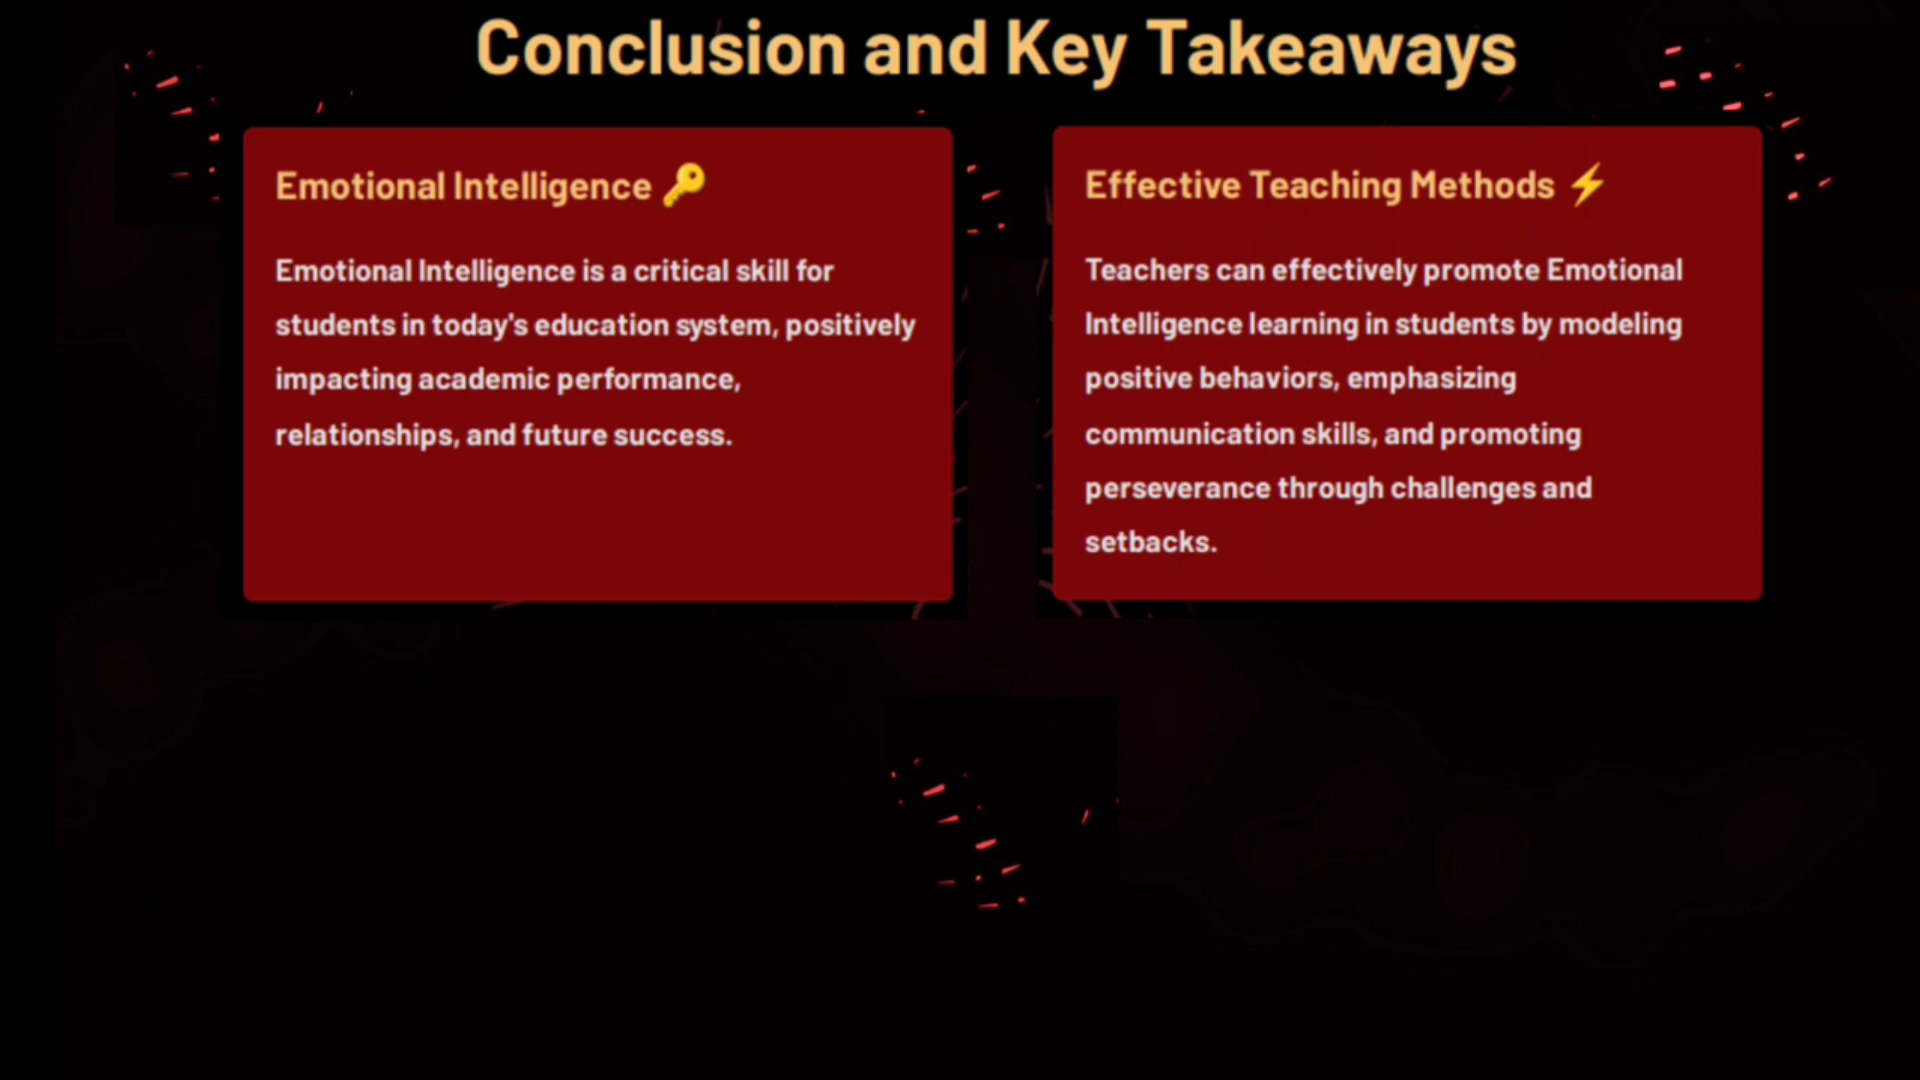 Conclusion and Key Takeaways
Emotional Intelligence 🔑
Emotional Intelligence is a critical skill for
students in today's education system, positively
impacting academic performance,
relationships, and future success.
Effective Teaching Methods ⚡
Teachers can effectively promote Emotional
Intelligence learning in students by modeling
positive behaviors, emphasizing
communication skills, and promoting
perseverance through challenges and
setbacks.